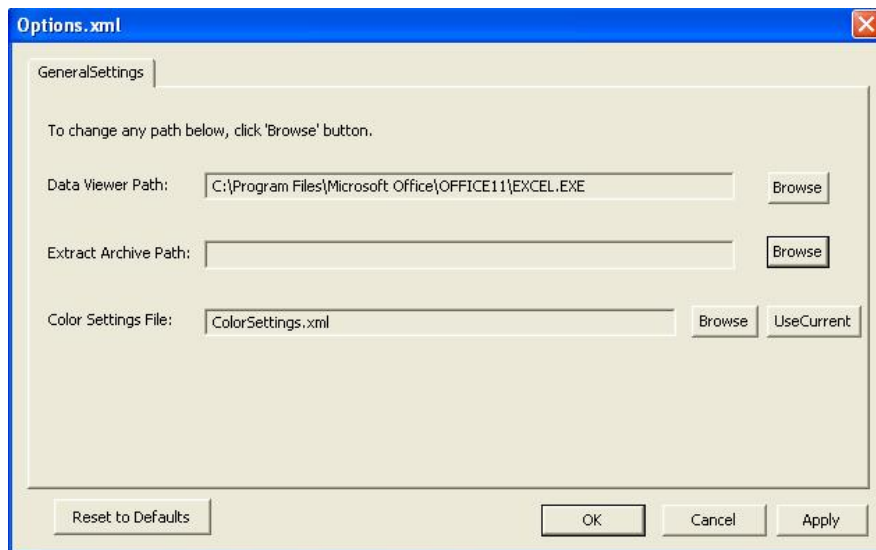 Options.xml
GeneralSettings
To change any path below, click 'Browse' button.
Data Viewer Path: C:\Program Files\Microsoft Office\OFFICE11\EXCEL.EXE Browse
Extract Archive Path: Browse
Color Settings File: ColorSettings.xml Browse UseCurrent
Reset to Defaults OK Cancel Apply